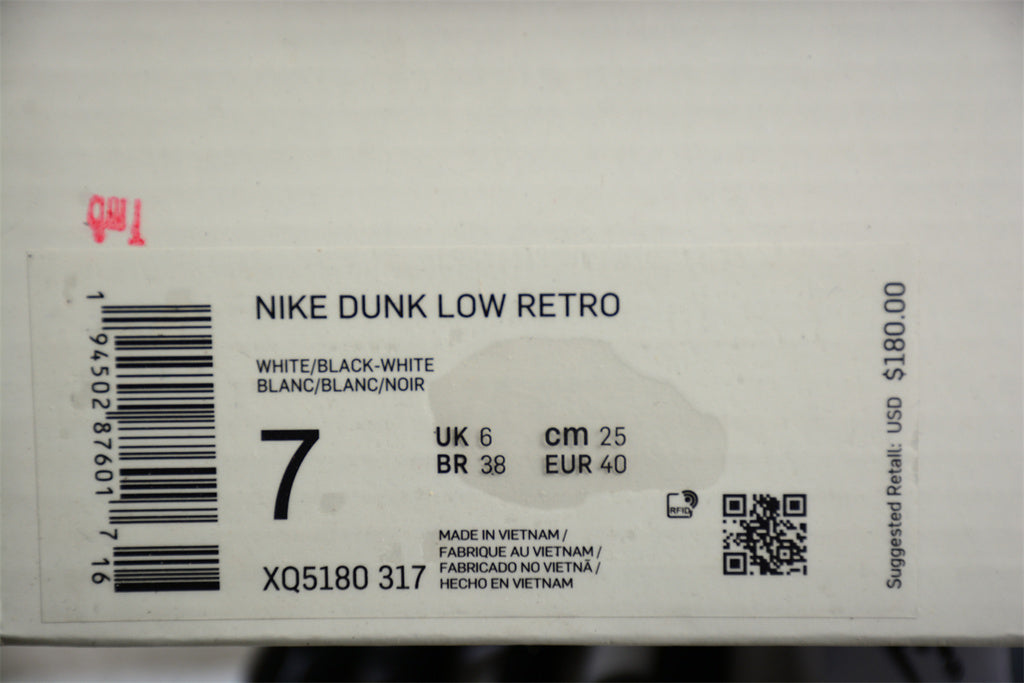 NIKE DUNK LOW RETRO
WHITE/BLACK-WHITE
BLANC/BLANC/NOIR
7
UK 6
cm 25
BR 38
EUR 40
RFID
MADE IN VIETNAM /
FABRIQUE AU VIETNAM /
FABRICADO NO VIETNÃ /
HECHO EN VIETNAM
XQ5180 317
1 94502 87601 7 16
Suggested Retail: USD $180.00